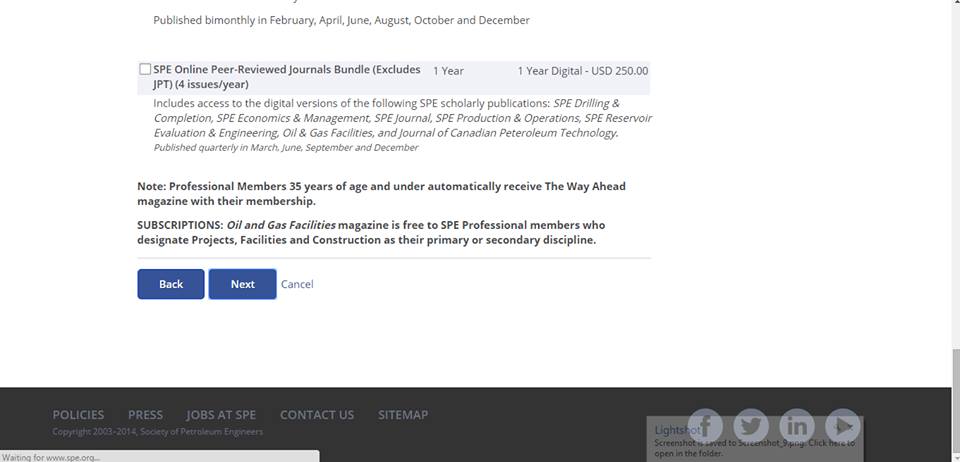 Published bimonthly in February, April, June, August, October and December
SPE Online Peer-Reviewed Journals Bundle (Excludes 1 Year 1 Year Digital - USD 250.00
JPT) (4 issues/year)
Includes access to the digital versions of the following SPE scholarly publications: SPE Drilling &
Completion, SPE Economics & Management, SPE Journal, SPE Production & Operations, SPE Reservoir
Evaluation & Engineering, Oil & Gas Facilities, and Journal of Canadian Peteroleum Technology.
Published quarterly in March, June, September and December
Note: Professional Members 35 years of age and under automatically receive The Way Ahead
magazine with their membership.
SUBSCRIPTIONS: Oil and Gas Facilities magazine is free to SPE Professional members who
designate Projects, Facilities and Construction as their primary or secondary discipline.
Back Next Cancel
POLICIES PRESS JOBS AT SPE CONTACT US SITEMAP
Copyright 2003–2014, Society of Petroleum Engineers
Lightshot
Screenshot is saved to Screenshot_9.png. Click here to
open in the folder.
Waiting for www.spe.org...